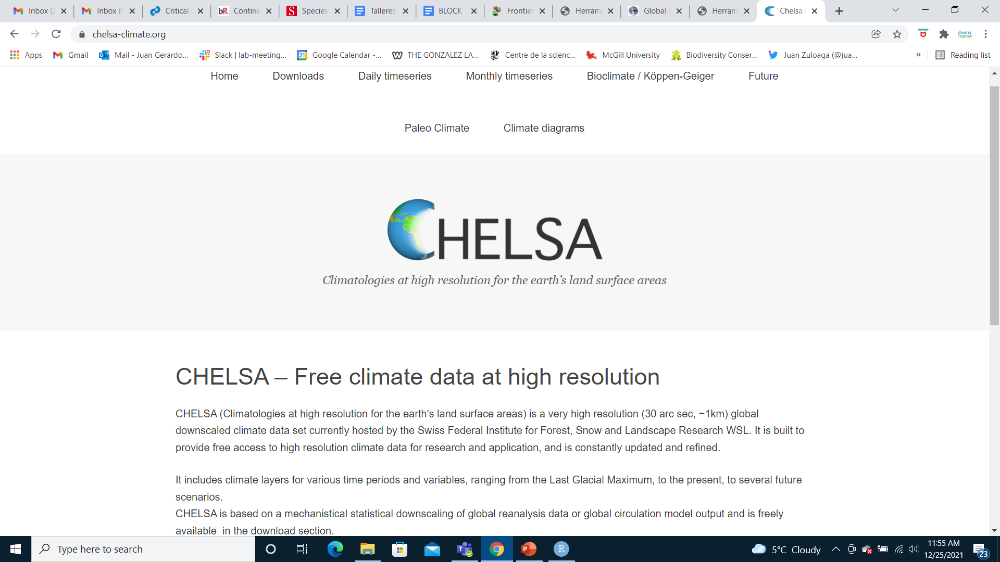 Inbox (2
Inbox (9
Critical
Contine
Species
Talleres
BLOCK
Frontier
Herram
Global
Herram
Chelsa
chelsa-climate.org
Apps
Gmail
Mail - Juan Gerardo...
Slack | lab-meeting...
Google Calendar -...
THE GONZALEZ LA...
Centre de la scienc...
McGill University
Biodiversity Conser...
Juan Zuloaga (@jua...
»
Reading list
Home
Downloads
Daily timeseries
Monthly timeseries
Bioclimate / Köppen-Geiger
Future
Paleo Climate
Climate diagrams
CHELSA
Climatologies at high resolution for the earth’s land surface areas
CHELSA – Free climate data at high resolution
CHELSA (Climatologies at high resolution for the earth’s land surface areas) is a very high resolution (30 arc sec, ~1km) global
downscaled climate data set currently hosted by the Swiss Federal Institute for Forest, Snow and Landscape Research WSL. It is built to
provide free access to high resolution climate data for research and application, and is constantly updated and refined.
It includes climate layers for various time periods and variables, ranging from the Last Glacial Maximum, to the present, to several future
scenarios.
CHELSA is based on a mechanistical statistical downscaling of global reanalysis data or global circulation model output and is freely
available in the download section.
Type here to search
5°C Cloudy
11:55 AM
12/25/2021
23